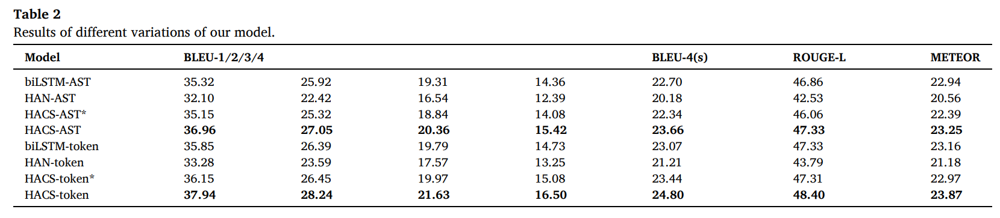 Table 2
Results of different variations of our model.
Model BLEU-1/2/3/4 BLEU-4(s) ROUGE-L METEOR
biLSTM-AST 35.32 25.92 19.31 14.36 22.70 46.86 22.94
HAN-AST 32.10 22.42 16.54 12.39 20.18 42.53 20.56
HACS-AST* 35.15 25.32 18.84 14.08 22.34 46.06 22.39
HACS-AST 36.96 27.05 20.36 15.42 23.66 47.33 23.25
biLSTM-token 35.85 26.39 19.79 14.73 23.07 47.33 23.16
HAN-token 33.28 23.59 17.57 13.25 21.21 43.79 21.18
HACS-token* 36.15 26.45 19.97 15.08 23.44 47.31 22.97
HACS-token 37.94 28.24 21.63 16.50 24.80 48.40 23.87